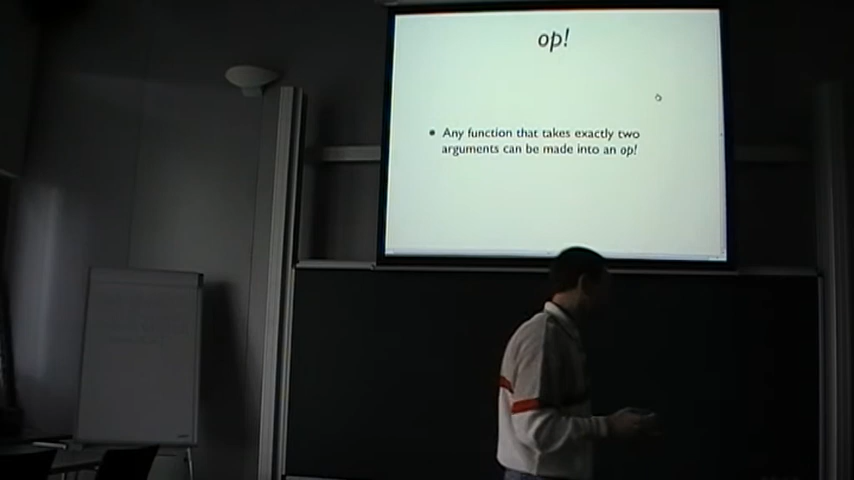 op!
• Any function that takes exactly two
arguments can be made into an op!